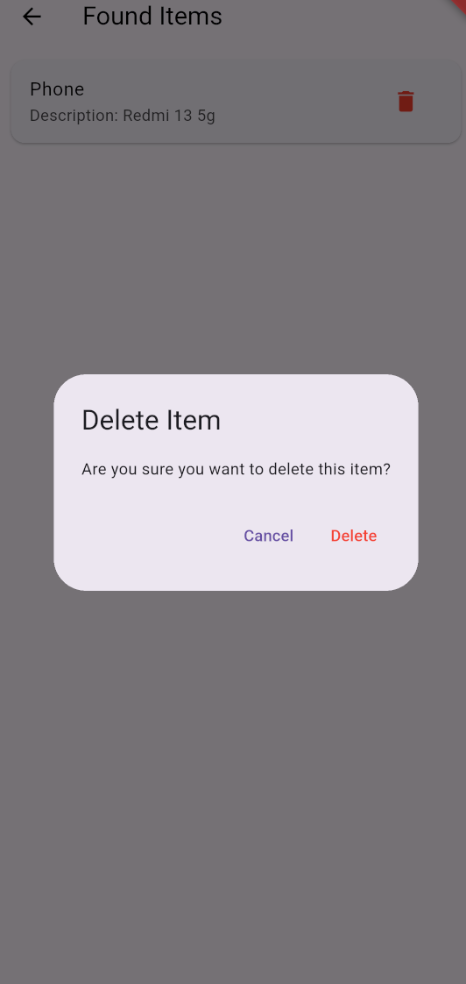 Found Items
Phone
Description: Redmi 13 5g
Delete Item
Are you sure you want to delete this item?
Cancel Delete